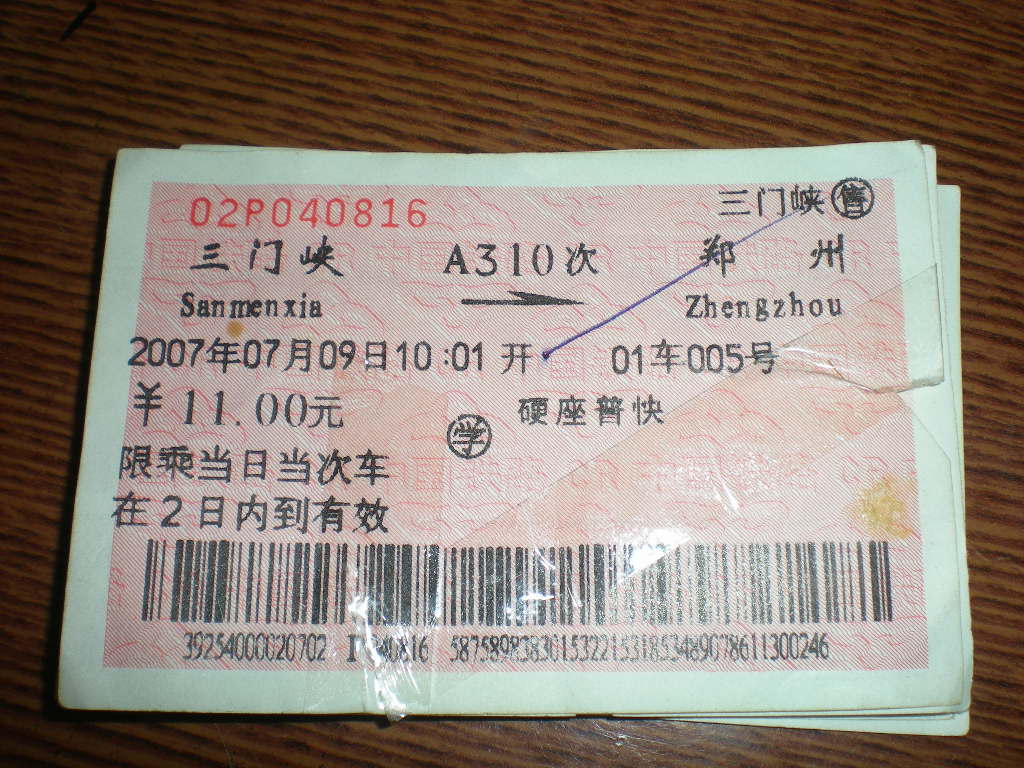 02P040816 三门峡 售
三门峡 A310次 郑州
Sanmenxia Zhengzhou
2007年07月09日10:01开 01车005号
¥11.00元 硬座普快
学
限乘当日当次车
在2日内到有效
39254000020702